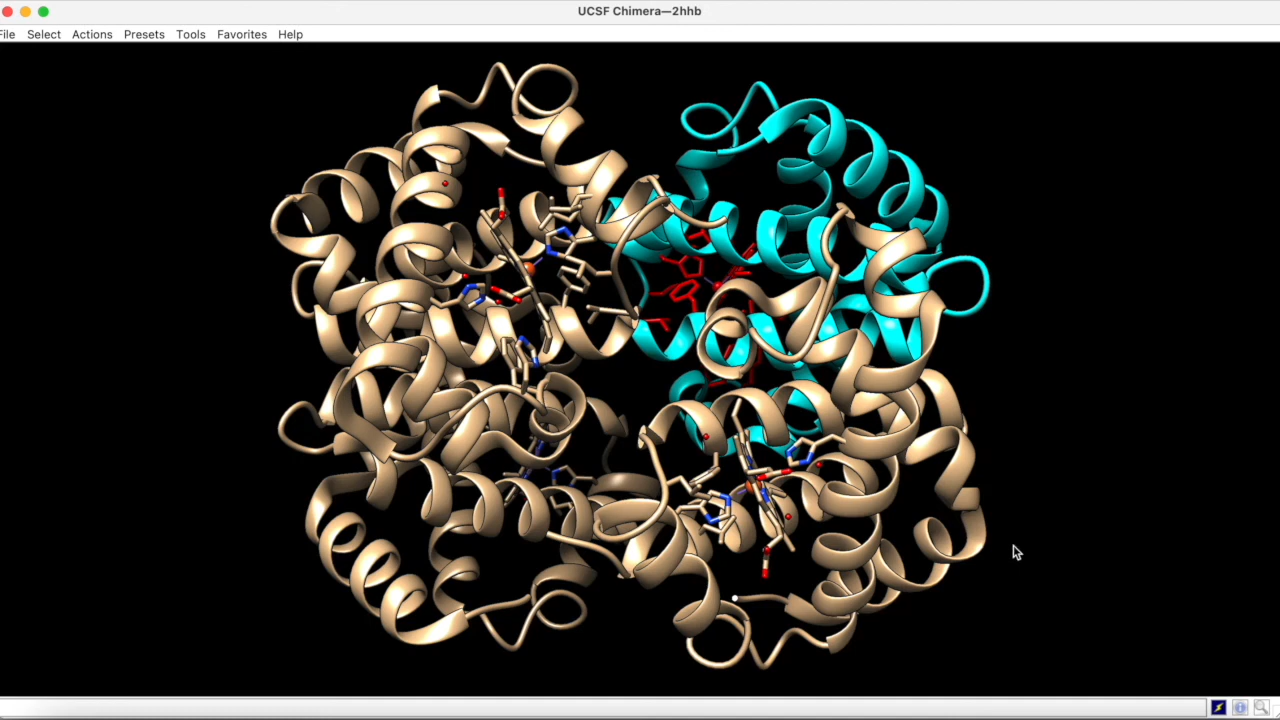 UCSF Chimera—2hhb
File Select Actions Presets Tools Favorites Help